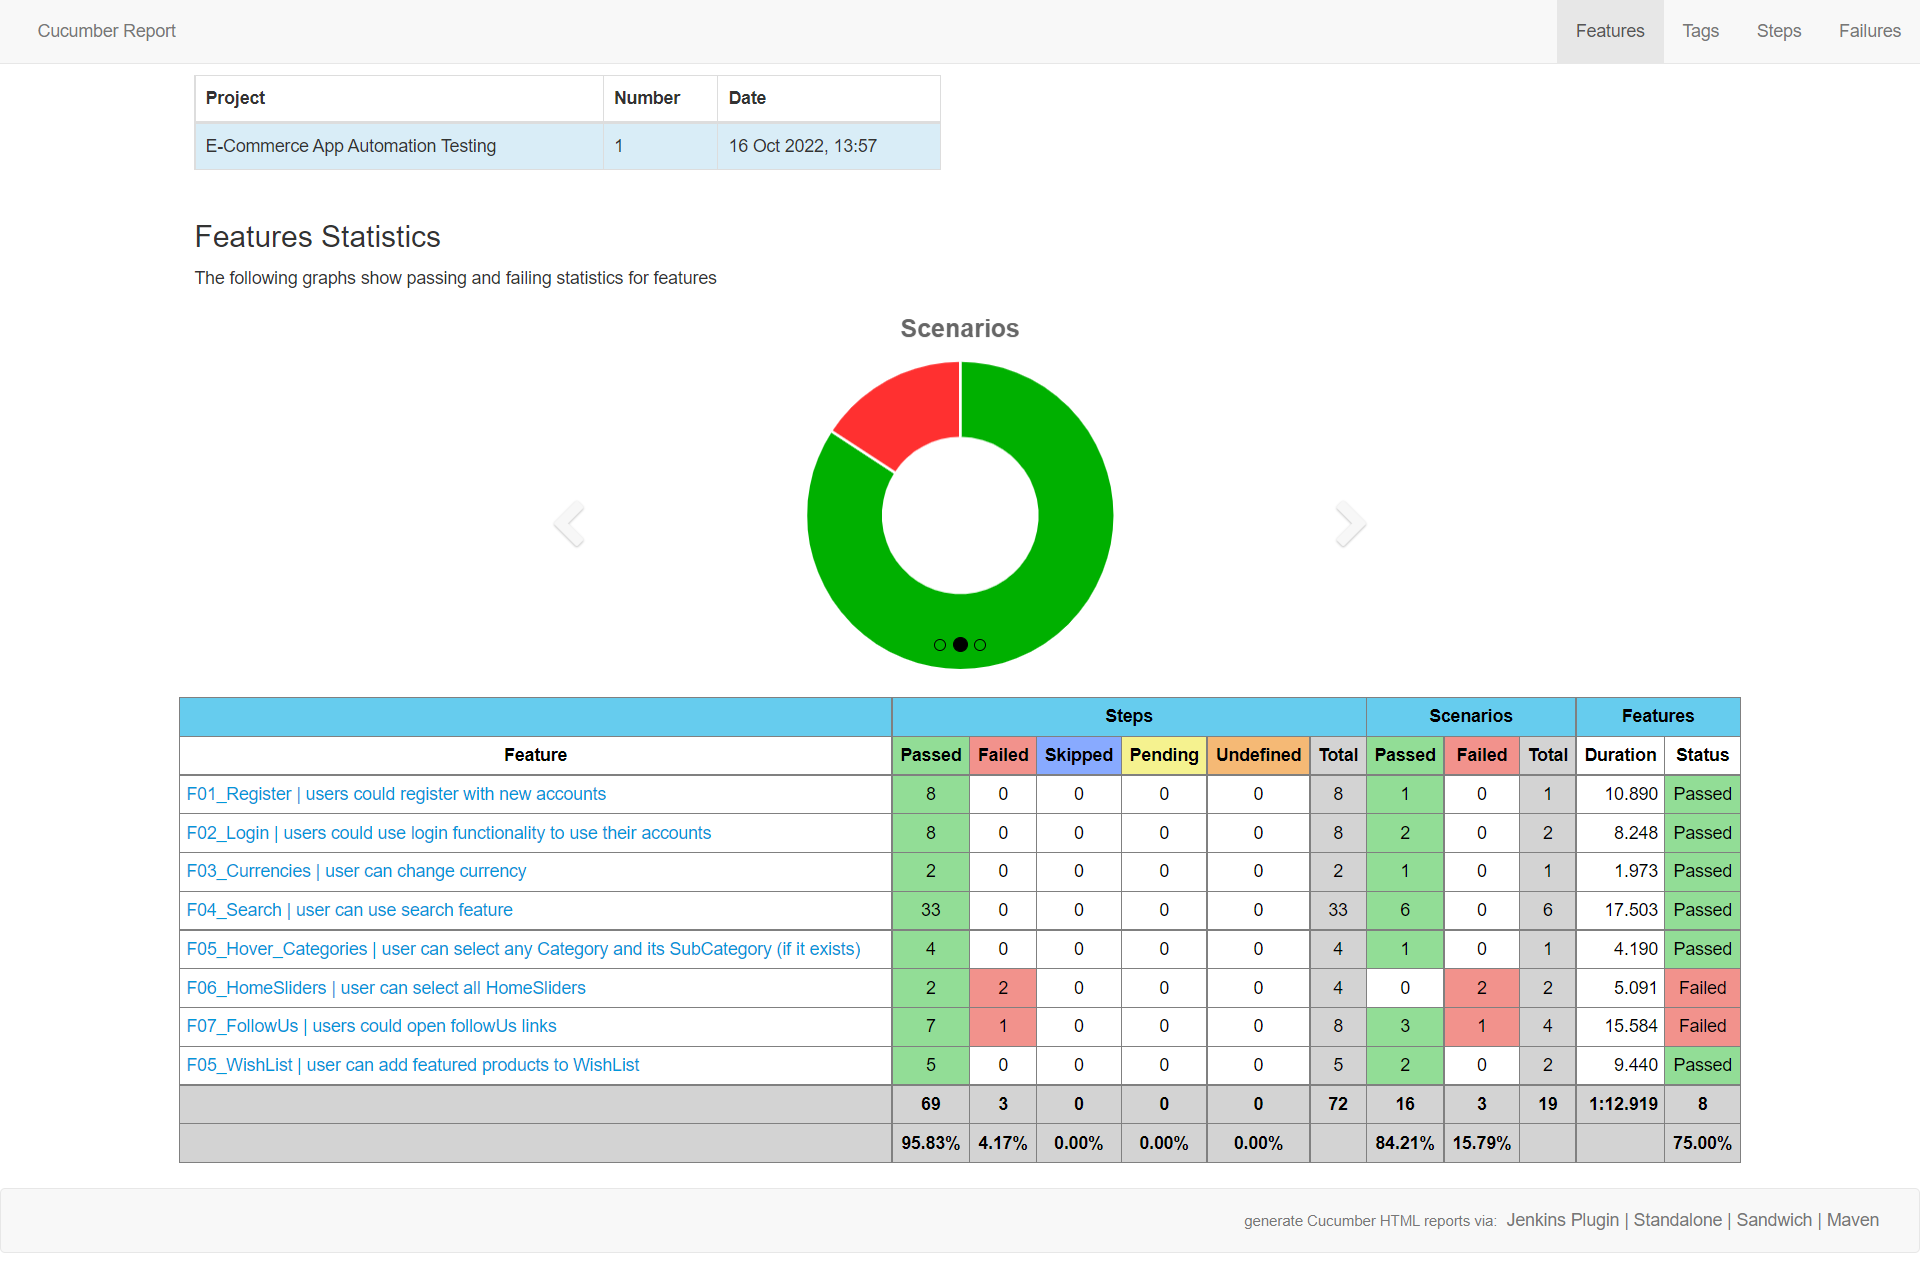 Cucumber Report Features Tags Steps Failures
Project Number Date
E-Commerce App Automation Testing 1 16 Oct 2022, 13:57
Features Statistics
The following graphs show passing and failing statistics for features
Scenarios
Steps Scenarios Features
Feature Passed Failed Skipped Pending Undefined Total Passed Failed Total Duration Status
F01_Register | users could register with new accounts 8 0 0 0 0 8 1 0 1 10.890 Passed
F02_Login | users could use login functionality to use their accounts 8 0 0 0 0 8 2 0 2 8.248 Passed
F03_Currencies | user can change currency 2 0 0 0 0 2 1 0 1 1.973 Passed
F04_Search | user can use search feature 33 0 0 0 0 33 6 0 6 17.503 Passed
F05_Hover_Categories | user can select any Category and its SubCategory (if it exists) 4 0 0 0 0 4 1 0 1 4.190 Passed
F06_HomeSliders | user can select all HomeSliders 2 2 0 0 0 4 0 2 2 5.091 Failed
F07_FollowUs | users could open followUs links 7 1 0 0 0 8 3 1 4 15.584 Failed
F05_WishList | user can add featured products to WishList 5 0 0 0 0 5 2 0 2 9.440 Passed
69 3 0 0 0 72 16 3 19 1:12.919 8
95.83% 4.17% 0.00% 0.00% 0.00% 84.21% 15.79% 75.00%
generate Cucumber HTML reports via: Jenkins Plugin | Standalone | Sandwich | Maven